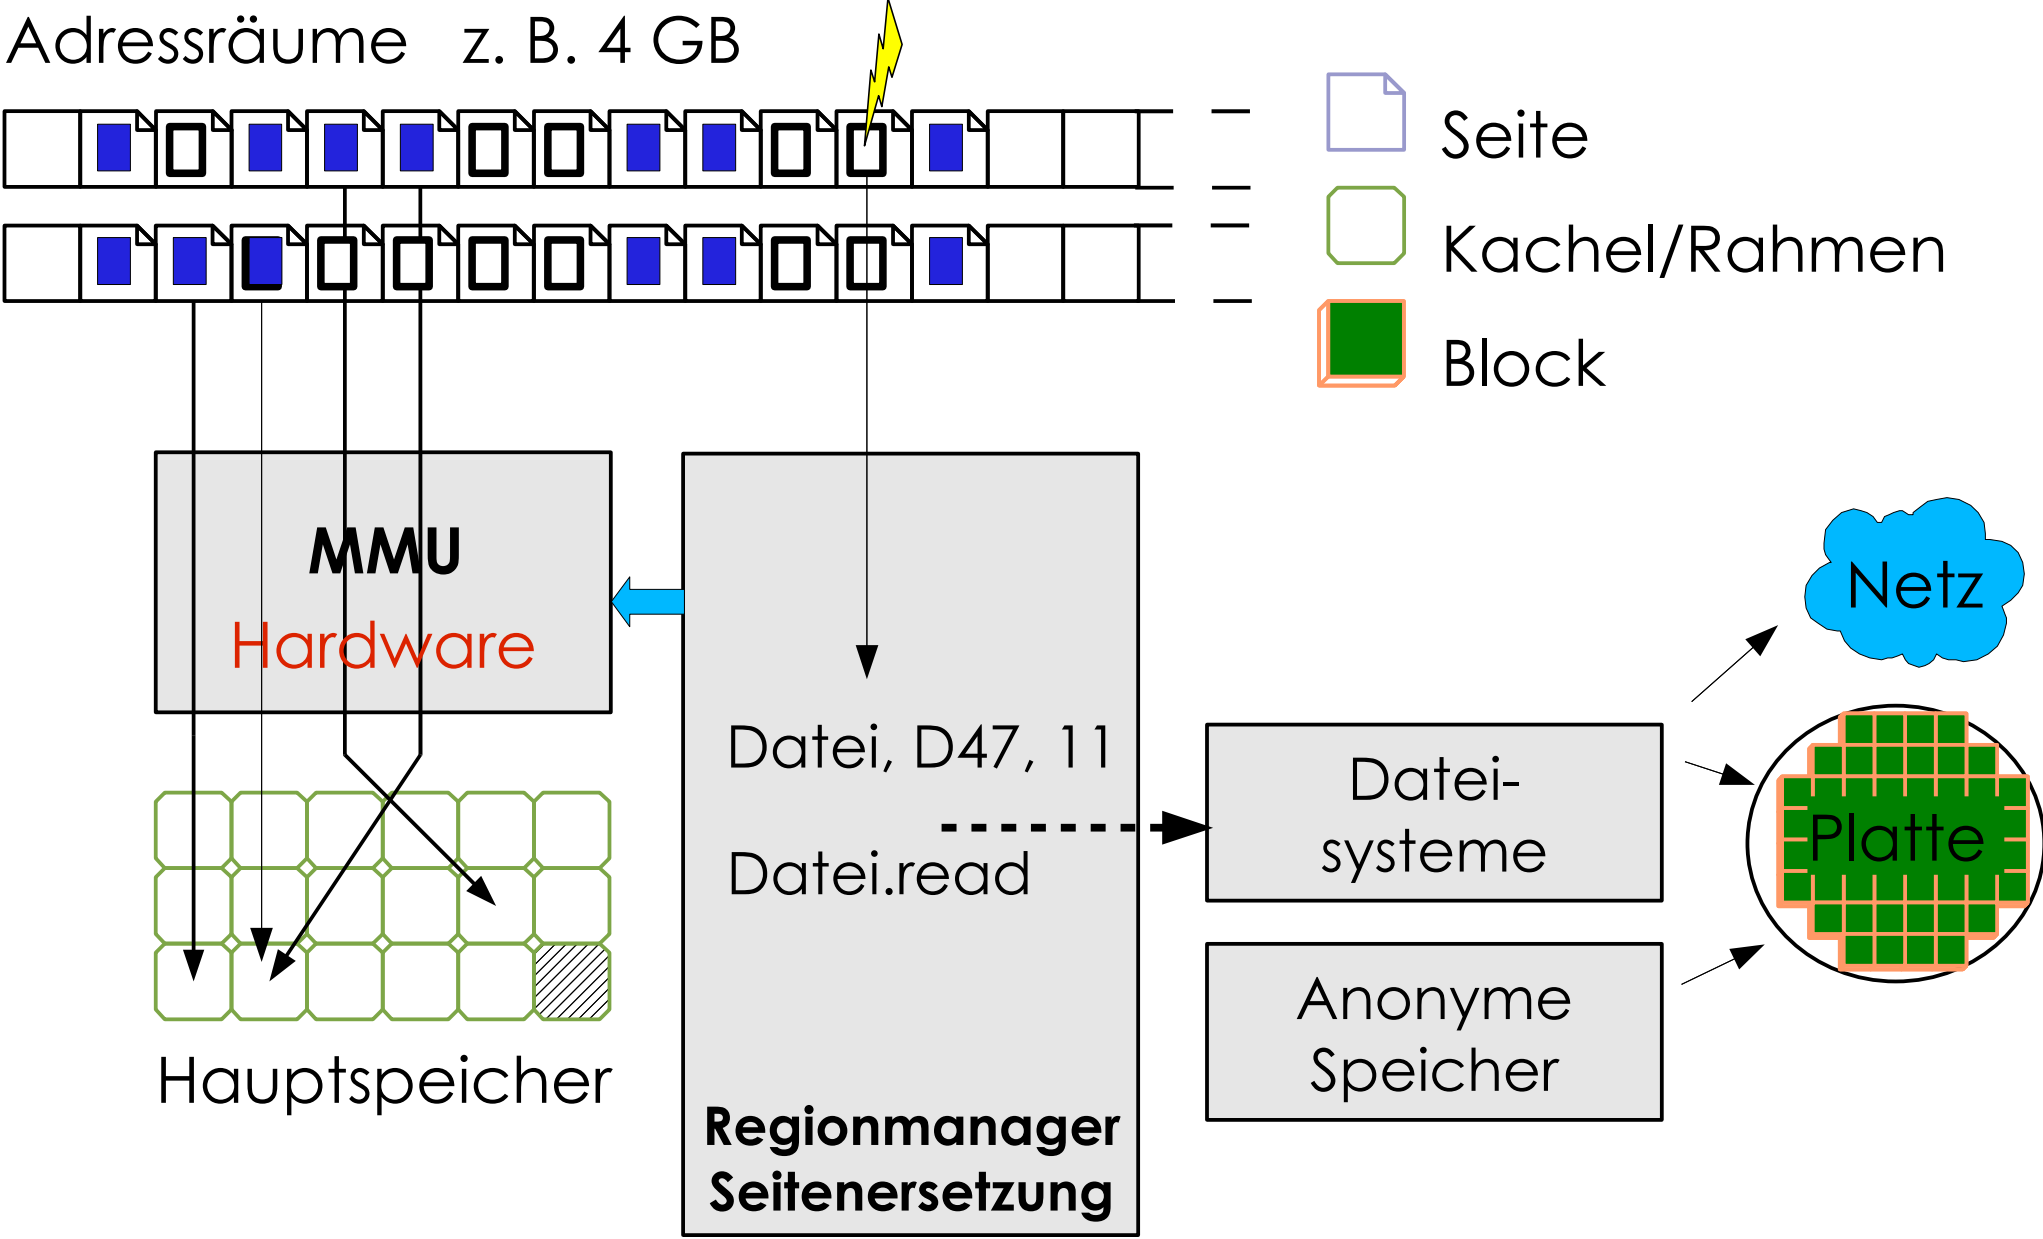 Adressräume z. B. 4 GB
Seite
Kachel/Rahmen
Block
MMU
Hardware
Hauptspeicher
Datei, D47, 11
Datei.read
Regionmanager
Seitenersetzung
Datei-
systeme
Anonyme
Speicher
Netz
Platte